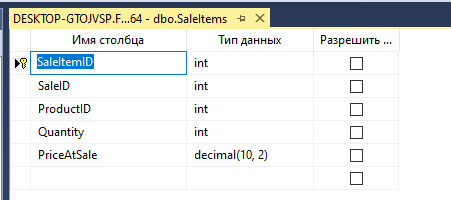 DESKTOP-GTOJVSP.F...64 - dbo.SaleItems
Имя столбца Тип данных Разрешить ...
SaleItemID int
SaleID int
ProductID int
Quantity int
PriceAtSale decimal(10, 2)